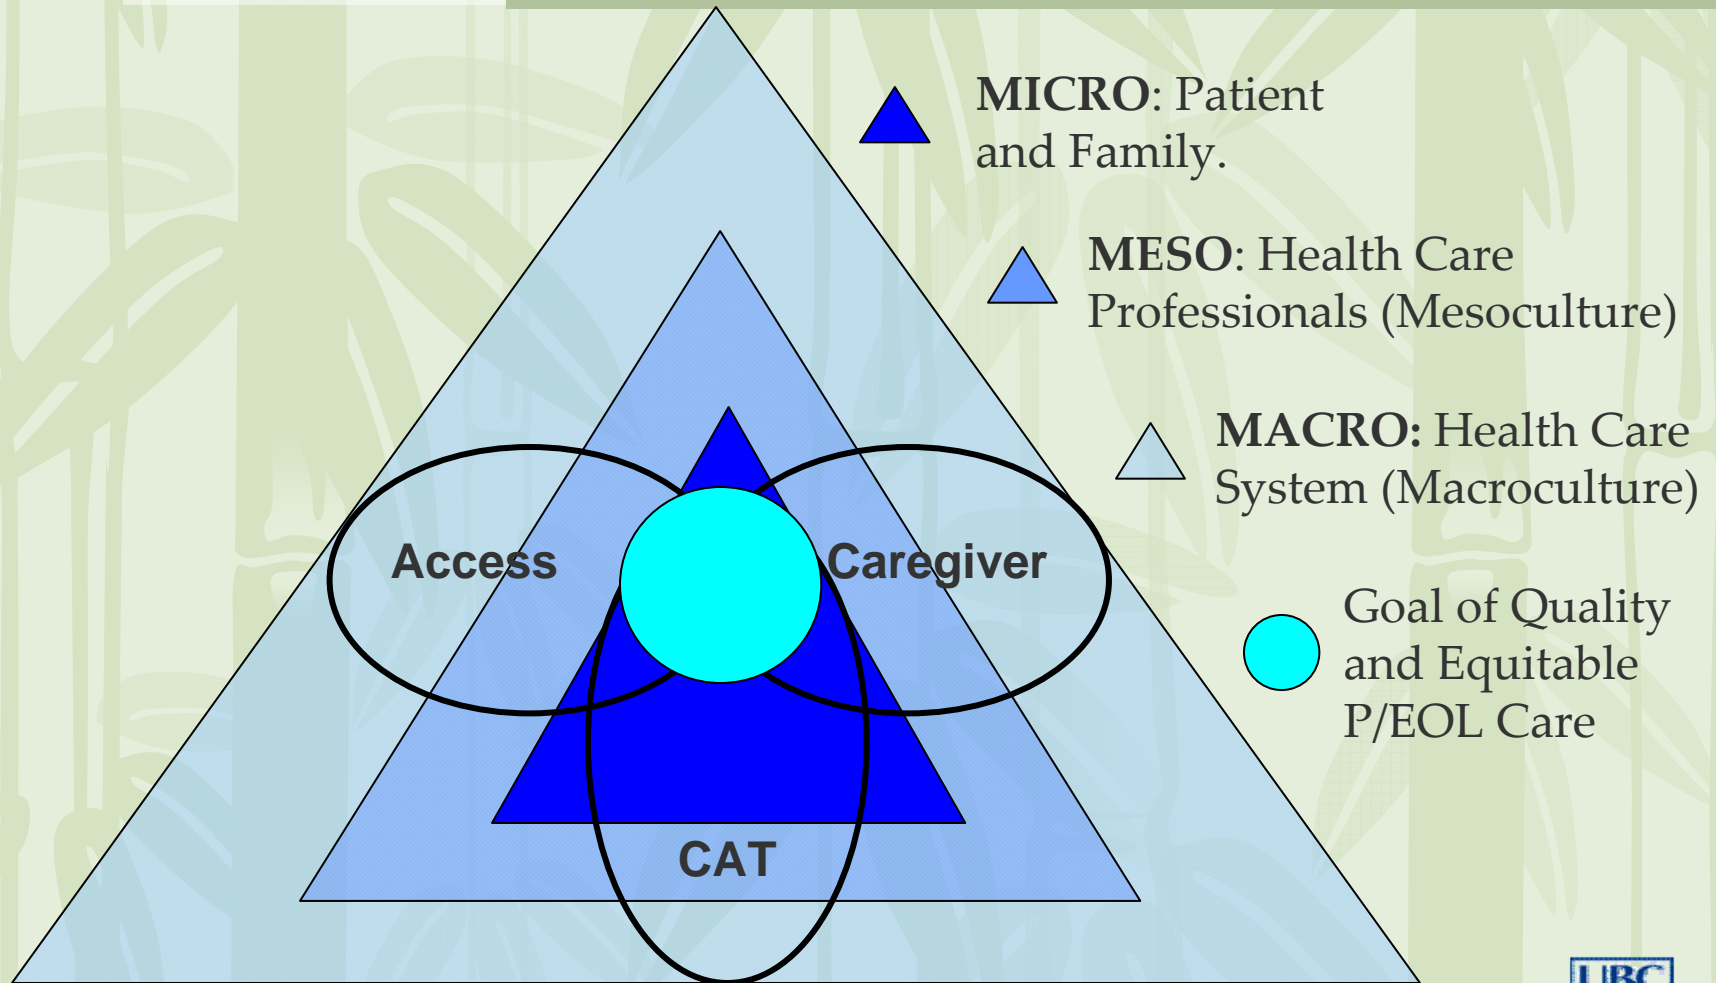 MICRO: Patient
and Family.
MESO: Health Care
Professionals (Mesoculture)
MACRO: Health Care
System (Macroculture)
Access
Caregiver
Goal of Quality
and Equitable
P/EOL Care
CAT
UBC